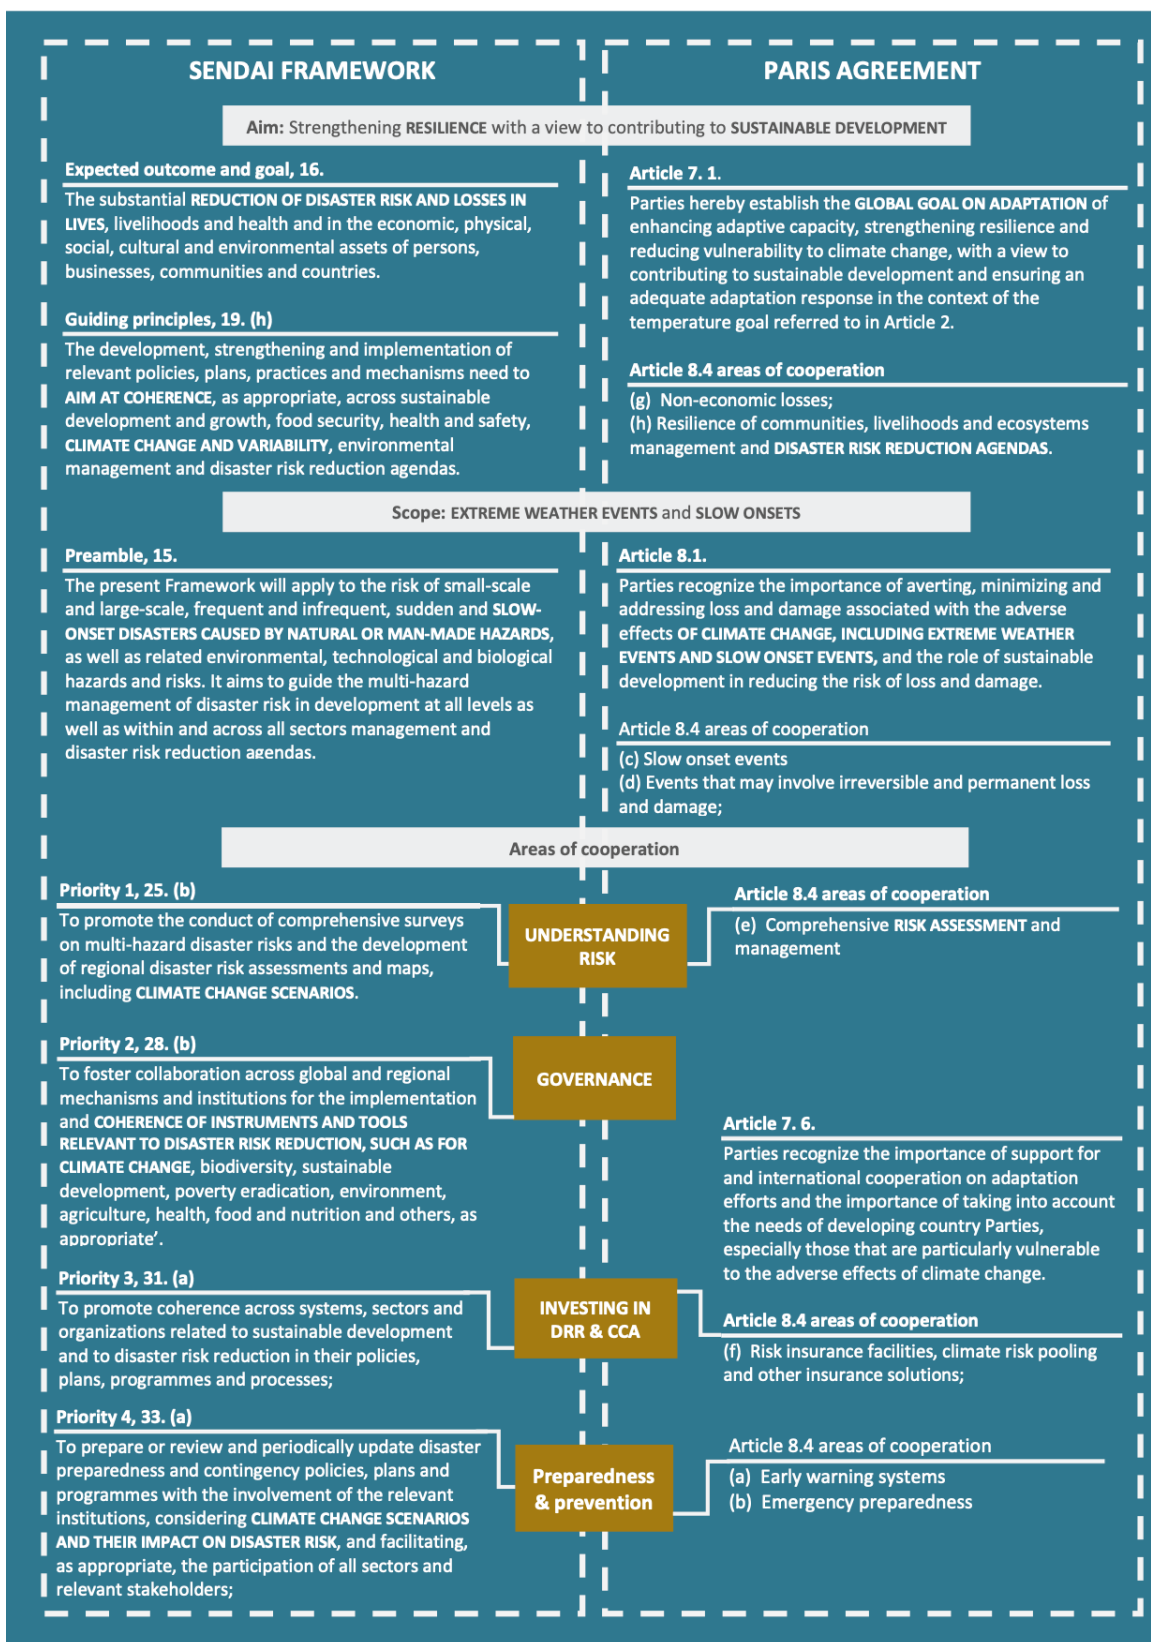 SENDAI FRAMEWORK
PARIS AGREEMENT
Aim: Strengthening RESILIENCE with a view to contributing to SUSTAINABLE DEVELOPMENT
Expected outcome and goal, 16.
The substantial REDUCTION OF DISASTER RISK AND LOSSES IN
LIVES, livelihoods and health and in the economic, physical,
social, cultural and environmental assets of persons,
businesses, communities and countries.
Guiding principles, 19. (h)
The development, strengthening and implementation of
relevant policies, plans, practices and mechanisms need to
AIM AT COHERENCE, as appropriate, across sustainable
development and growth, food security, health and safety,
CLIMATE CHANGE AND VARIABILITY, environmental
management and disaster risk reduction agendas.
Article 7. 1.
Parties hereby establish the GLOBAL GOAL ON ADAPTATION of
enhancing adaptive capacity, strengthening resilience and
reducing vulnerability to climate change, with a view to
contributing to sustainable development and ensuring an
adequate adaptation response in the context of the
temperature goal referred to in Article 2.
Article 8.4 areas of cooperation
(g) Non-economic losses;
(h) Resilience of communities, livelihoods and ecosystems
management and DISASTER RISK REDUCTION AGENDAS.
Scope: EXTREME WEATHER EVENTS and SLOW ONSETS
Preamble, 15.
The present Framework will apply to the risk of small-scale
and large-scale, frequent and infrequent, sudden and SLOW-
ONSET DISASTERS CAUSED BY NATURAL OR MAN-MADE HAZARDS,
as well as related environmental, technological and biological
hazards and risks. It aims to guide the multi-hazard
management of disaster risk in development at all levels as
well as within and across all sectors management and
disaster risk reduction agendas.
Article 8.1.
Parties recognize the importance of averting, minimizing and
addressing loss and damage associated with the adverse
effects OF CLIMATE CHANGE, INCLUDING EXTREME WEATHER
EVENTS AND SLOW ONSET EVENTS, and the role of sustainable
development in reducing the risk of loss and damage.
Article 8.4 areas of cooperation
(c) Slow onset events
(d) Events that may involve irreversible and permanent loss
and damage;
Areas of cooperation
Priority 1, 25. (b)
To promote the conduct of comprehensive surveys
on multi-hazard disaster risks and the development
of regional disaster risk assessments and maps,
including CLIMATE CHANGE SCENARIOS.
UNDERSTANDING
RISK
Article 8.4 areas of cooperation
(e) Comprehensive RISK ASSESSMENT and
management
Priority 2, 28. (b)
To foster collaboration across global and regional
mechanisms and institutions for the implementation
and COHERENCE OF INSTRUMENTS AND TOOLS
RELEVANT TO DISASTER RISK REDUCTION, SUCH AS FOR
CLIMATE CHANGE, biodiversity, sustainable
development, poverty eradication, environment,
agriculture, health, food and nutrition and others, as
appropriate’.
GOVERNANCE
Article 7. 6.
Parties recognize the importance of support for
and international cooperation on adaptation
efforts and the importance of taking into account
the needs of developing country Parties,
especially those that are particularly vulnerable
to the adverse effects of climate change.
Priority 3, 31. (a)
To promote coherence across systems, sectors and
organizations related to sustainable development
and to disaster risk reduction in their policies,
plans, programmes and processes;
INVESTING IN
DRR & CCA
Article 8.4 areas of cooperation
(f) Risk insurance facilities, climate risk pooling
and other insurance solutions;
Priority 4, 33. (a)
To prepare or review and periodically update disaster
preparedness and contingency policies, plans and
programmes with the involvement of the relevant
institutions, considering CLIMATE CHANGE SCENARIOS
AND THEIR IMPACT ON DISASTER RISK, and facilitating,
as appropriate, the participation of all sectors and
relevant stakeholders;
Preparedness
& prevention
Article 8.4 areas of cooperation
(a) Early warning systems
(b) Emergency preparedness